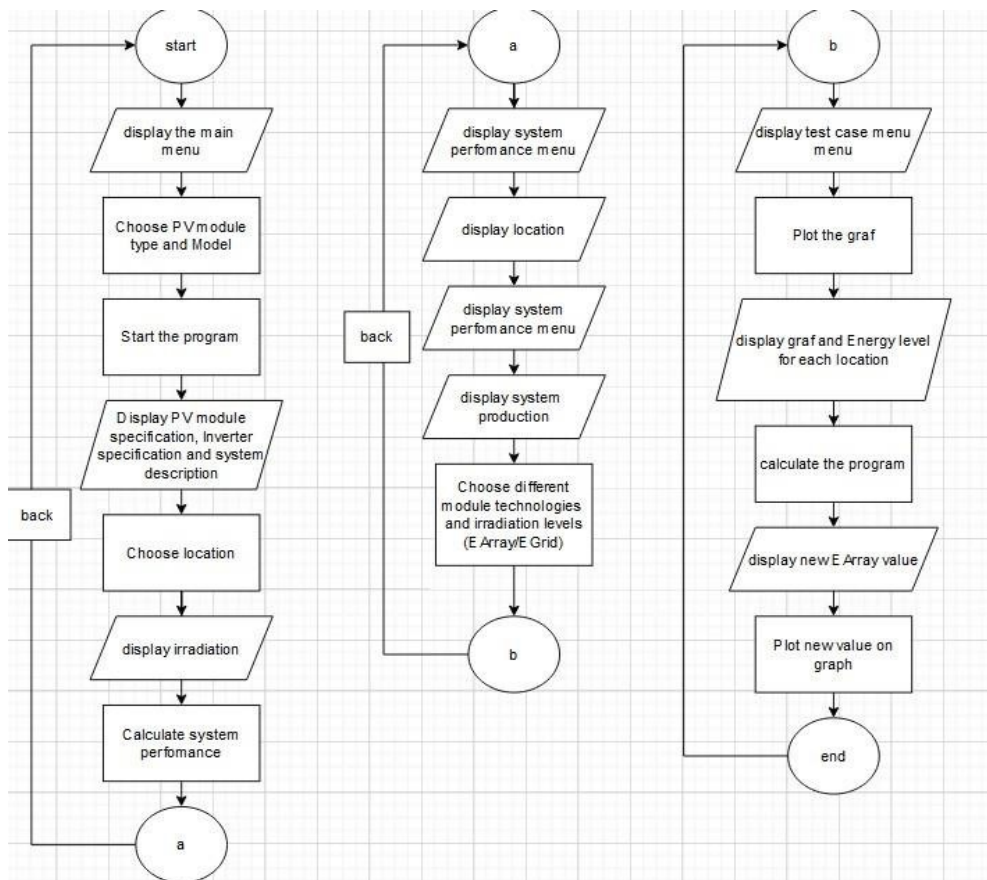 start
display the main
menu
Choose PV module
type and Model
Start the program
Display PV module
specification, Inverter
specification and system
description
back
Choose location
display irradiation
Calculate system
perfomance
a
a
display system
perfomance menu
display location
display system
perfomance menu
back
display system
production
Choose different
module technologies
and irradiation levels
(E Array/E Grid)
b
b
display test case menu
menu
Plot the graf
display graf and Energy level
for each location
calculate the program
display new E Array value
Plot new value on
graph
end